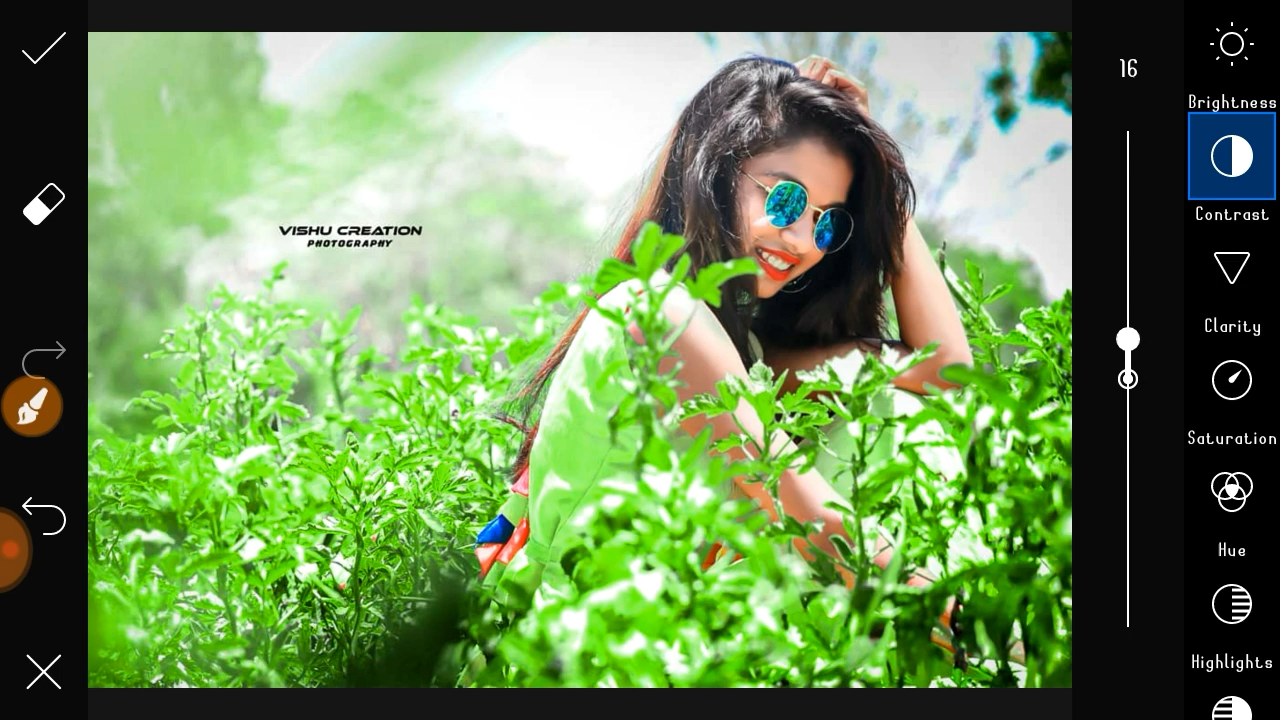 16
Brightness
Contrast
Clarity
Saturation
Hue
Highlights
VISHU CREATION
PHOTOGRAPHY